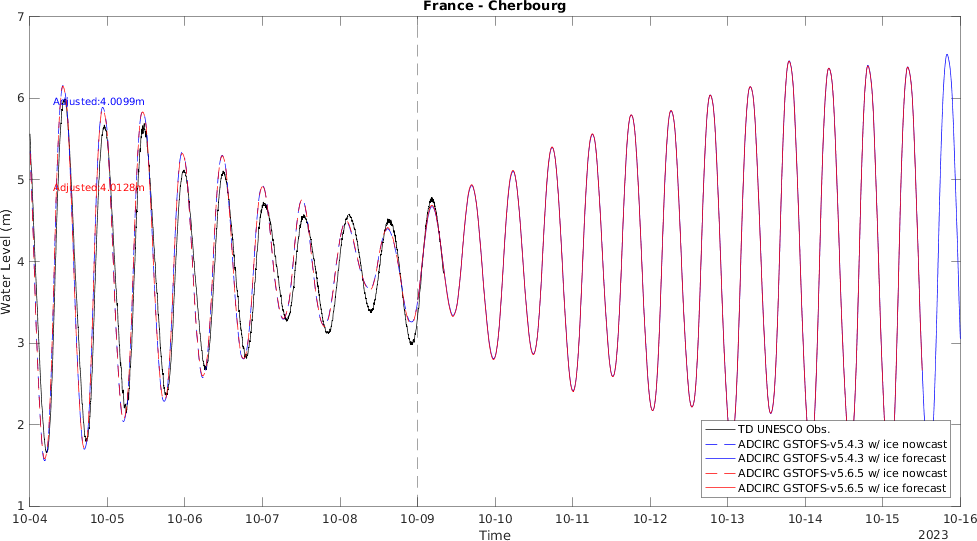 France - Cherbourg
7
6
5
4
3
2
1
Water Level (m)
Adjusted:4.0099m
Adjusted:4.0128m
TD UNESCO Obs.
ADCIRC GSTOFS-v5.4.3 w/ ice nowcast
ADCIRC GSTOFS-v5.4.3 w/ ice forecast
ADCIRC GSTOFS-v5.6.5 w/ ice nowcast
ADCIRC GSTOFS-v5.6.5 w/ ice forecast
10-04 10-05 10-06 10-07 10-08 10-09 10-10 10-11 10-12 10-13 10-14 10-15 10-16
Time
2023